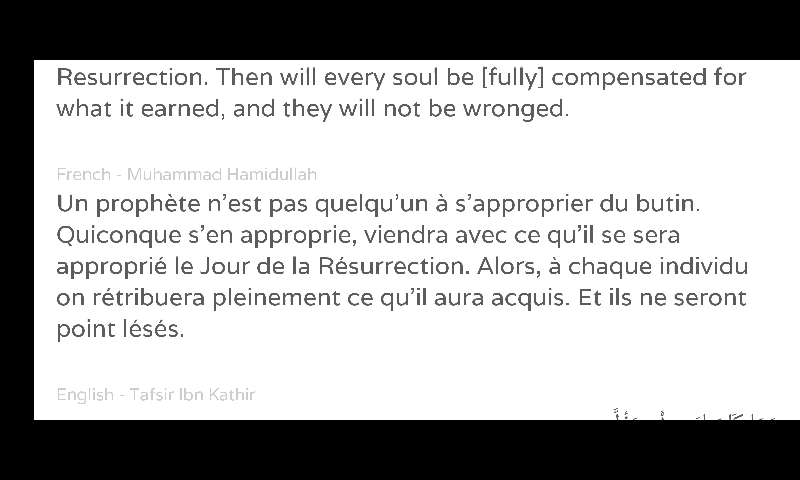 Resurrection. Then will every soul be [fully] compensated for
what it earned, and they will not be wronged.
French - Muhammad Hamidullah
Un prophète n'est pas quelqu'un à s'approprier du butin.
Quiconque s'en approprie, viendra avec ce qu'il se sera
approprié le Jour de la Résurrection. Alors, à chaque individu
on rétribuera pleinement ce qu'il aura acquis. Et ils ne seront
point lésés.
English - Tafsir Ibn Kathir